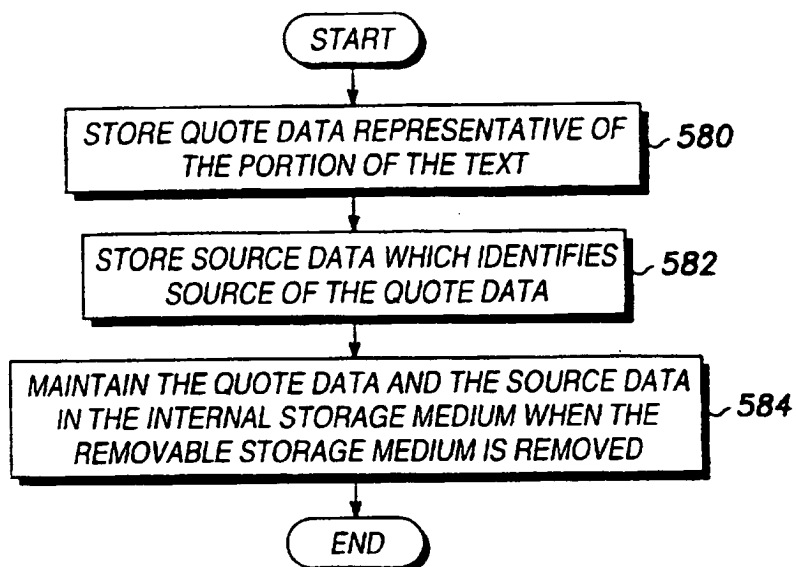 START
STORE QUOTE DATA REPRESENTATIVE OF
THE PORTION OF THE TEXT
580
STORE SOURCE DATA WHICH IDENTIFIES
SOURCE OF THE QUOTE DATA
582
MAINTAIN THE QUOTE DATA AND THE SOURCE DATA
IN THE INTERNAL STORAGE MEDIUM WHEN THE
REMOVABLE STORAGE MEDIUM IS REMOVED
584
END